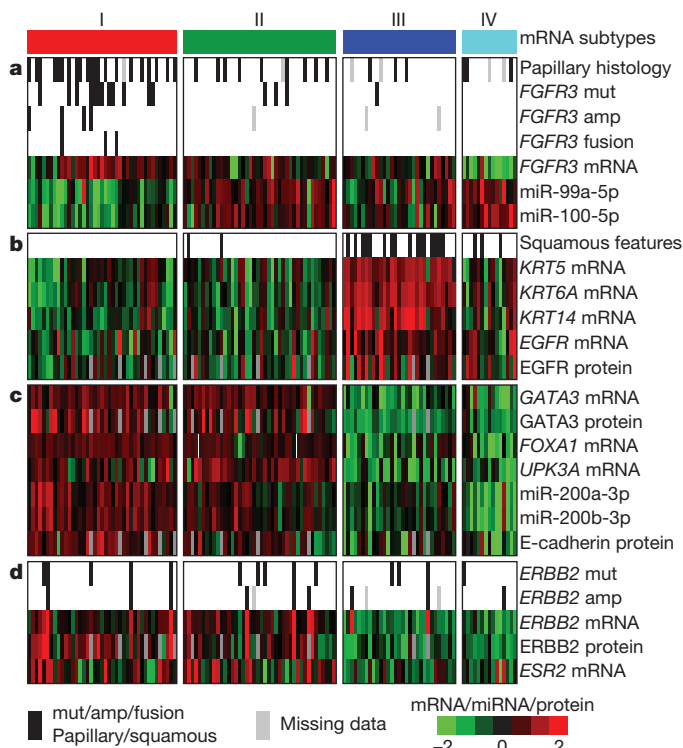 I II III IV
mRNA subtypes
a Papillary histology
FGFR3 mut
FGFR3 amp
FGFR3 fusion
FGFR3 mRNA
miR-99a-5p
miR-100-5p
b Squamous features
KRT5 mRNA
KRT6A mRNA
KRT14 mRNA
EGFR mRNA
EGFR protein
c GATA3 mRNA
GATA3 protein
FOXA1 mRNA
UPK3A mRNA
miR-200a-3p
miR-200b-3p
E-cadherin protein
d ERBB2 mut
ERBB2 amp
ERBB2 mRNA
ERBB2 protein
ESR2 mRNA
mut/amp/fusion
Papillary/squamous
Missing data
mRNA/miRNA/protein
–2 0 2